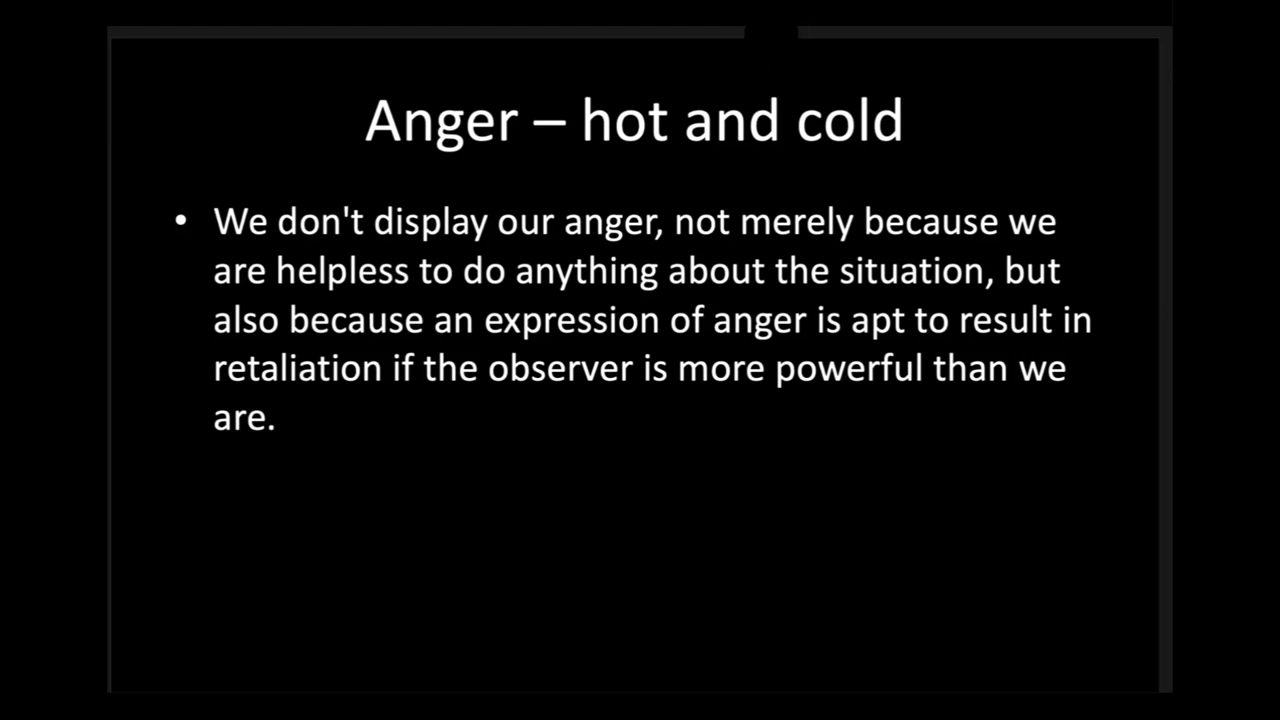 Anger – hot and cold
• We don't display our anger, not merely because we
are helpless to do anything about the situation, but
also because an expression of anger is apt to result in
retaliation if the observer is more powerful than we
are.